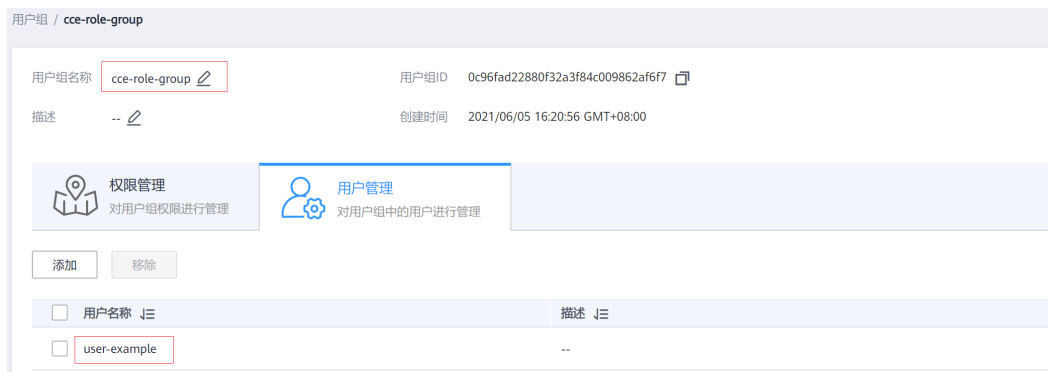 用户组 / cce-role-group
用户组名称 cce-role-group 用户组ID 0c96fad22880f32a3f84c009862af6f7
描述 -- 创建时间 2021/06/05 16:20:56 GMT+08:00
权限管理 用户管理
对用户组权限进行管理 对用户组中的用户进行管理
添加 移除
用户名称 描述
user-example --